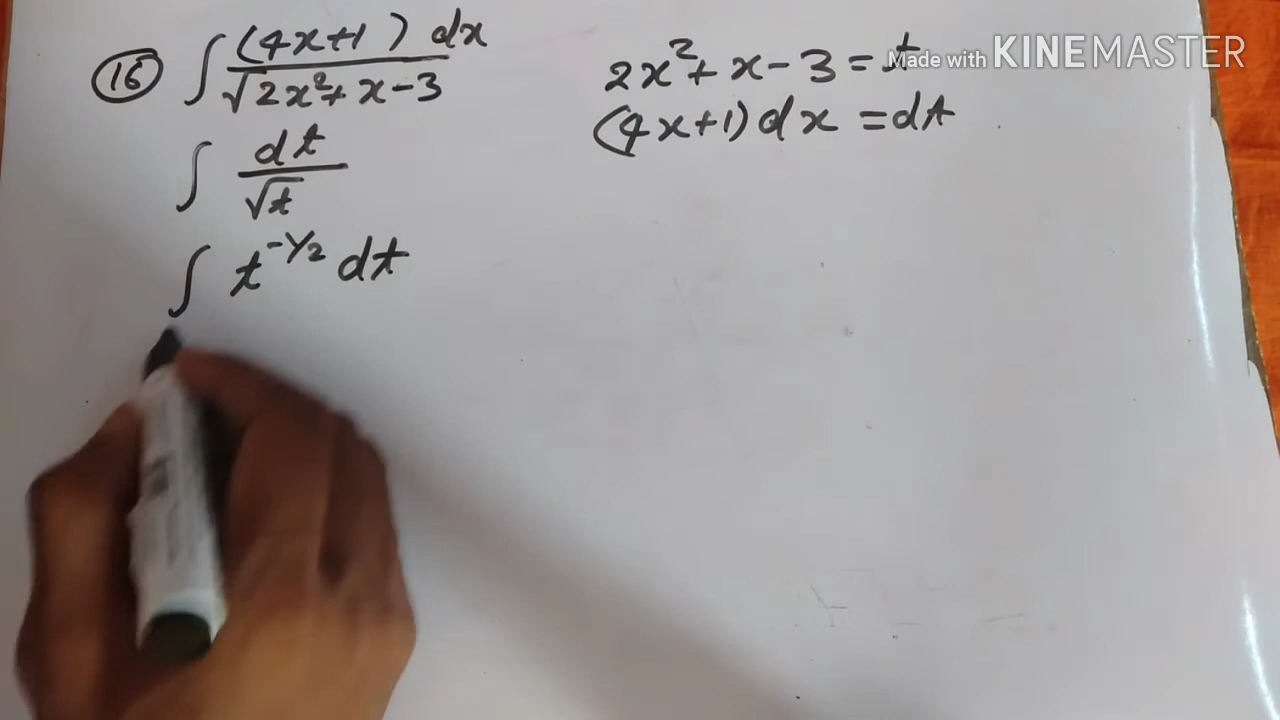 16 ∫ (4x+1) dx / √2x²+x-3
2x²+x-3=t
(4x+1)dx=dt
∫ dt / √t
∫ t^-1/2 dt
Made with KINEMASTER